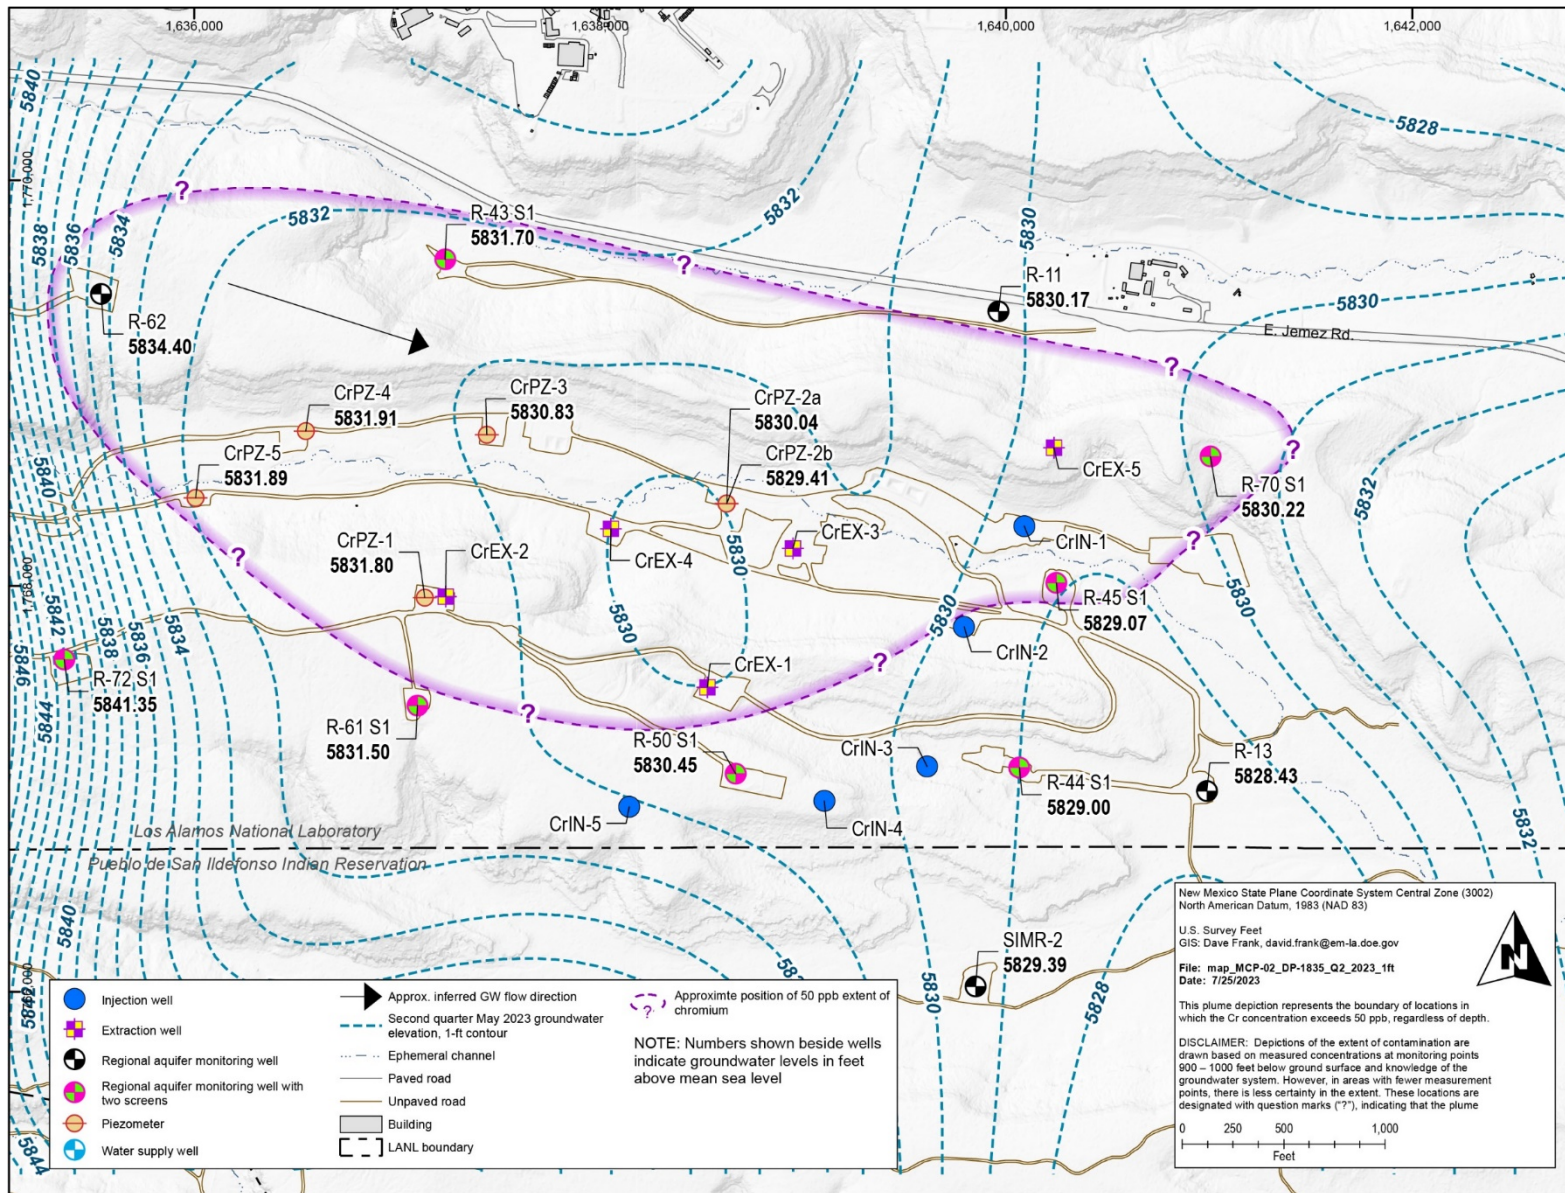 1,636,000
1,638,000
1,640,000
1,642,000
5840
5828
1,770,000
5838
5836
5834
?
5832
R-43 S1
5831.70
5832
5830
?
R-11
5830.17
5830
E. Jemez Rd.
R-62
5834.40
?
CrPZ-4
5831.91
CrPZ-3
5830.83
CrPZ-2a
5830.04
CrPZ-2b
5829.41
CrEX-5
?
R-70 S1
5830.22
5832
5840
CrPZ-5
5831.89
?
CrPZ-1
5831.80
CrEX-2
CrEX-4
CrEX-3
5830
CrIN-1
?
1,768,000
5842
5846
5838
5836
5834
5844
5830
5830
R-45 S1
5829.07
5830
CrIN-2
R-72 S1
5841.35
CrEX-1
?
?
R-61 S1
5831.50
R-50 S1
5830.45
CrIN-3
R-44 S1
5829.00
R-13
5828.43
5832
CrIN-5
CrIN-4
Los Alamos National Laboratory
Pueblo de San Ildefonso Indian Reservation
5840
SIMR-2
5829.39
5830
5828
5844
Injection well
Extraction well
Regional aquifer monitoring well
Regional aquifer monitoring well with
two screens
Piezometer
Water supply well
Approx. inferred GW flow direction
Second quarter May 2023 groundwater
elevation, 1-ft contour
Ephemeral channel
Paved road
Unpaved road
Building
LANL boundary
?
Approximte position of 50 ppb extent of
chromium
NOTE: Numbers shown beside wells
indicate groundwater levels in feet
above mean sea level
New Mexico State Plane Coordinate System Central Zone (3002)
North American Datum, 1983 (NAD 83)
U.S. Survey Feet
GIS: Dave Frank, david.frank@em-la.doe.gov
File: map_MCP-02_DP-1835_Q2_2023_1ft
Date: 7/25/2023
N
This plume depiction represents the boundary of locations in
which the Cr concentration exceeds 50 ppb, regardless of depth.
DISCLAIMER: Depictions of the extent of contamination are
drawn based on measured concentrations at monitoring points
900 – 1000 feet below ground surface and knowledge of the
groundwater system. However, in areas with fewer measurement
points, there is less certainty in the extent. These locations are
designated with question marks ("?"), indicating that the plume
0 250 500 1,000
Feet